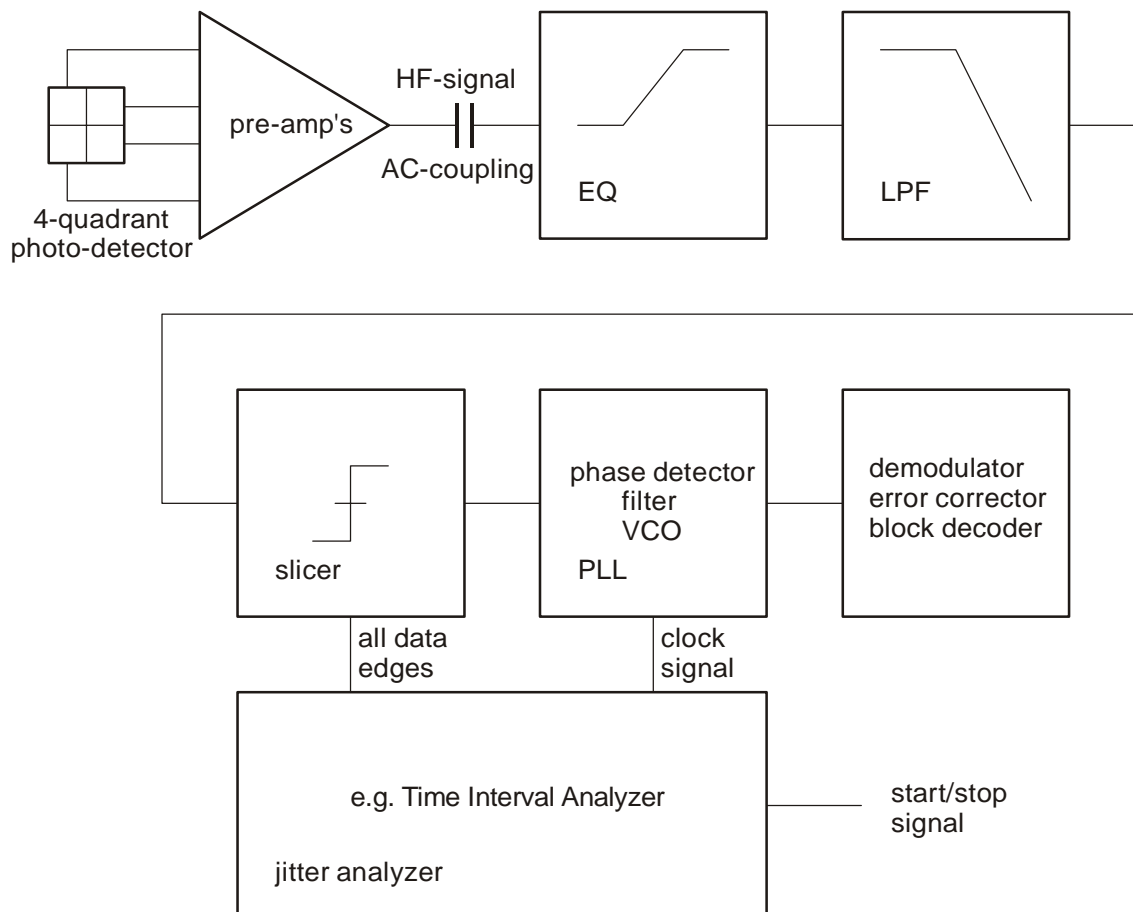 pre-amp's
4-quadrant
photo-detector
HF-signal
AC-coupling
EQ
LPF
slicer
phase detector
filter
VCO
PLL
demodulator
error corrector
block decoder
all data
edges
clock
signal
e.g. Time Interval Analyzer
jitter analyzer
start/stop
signal